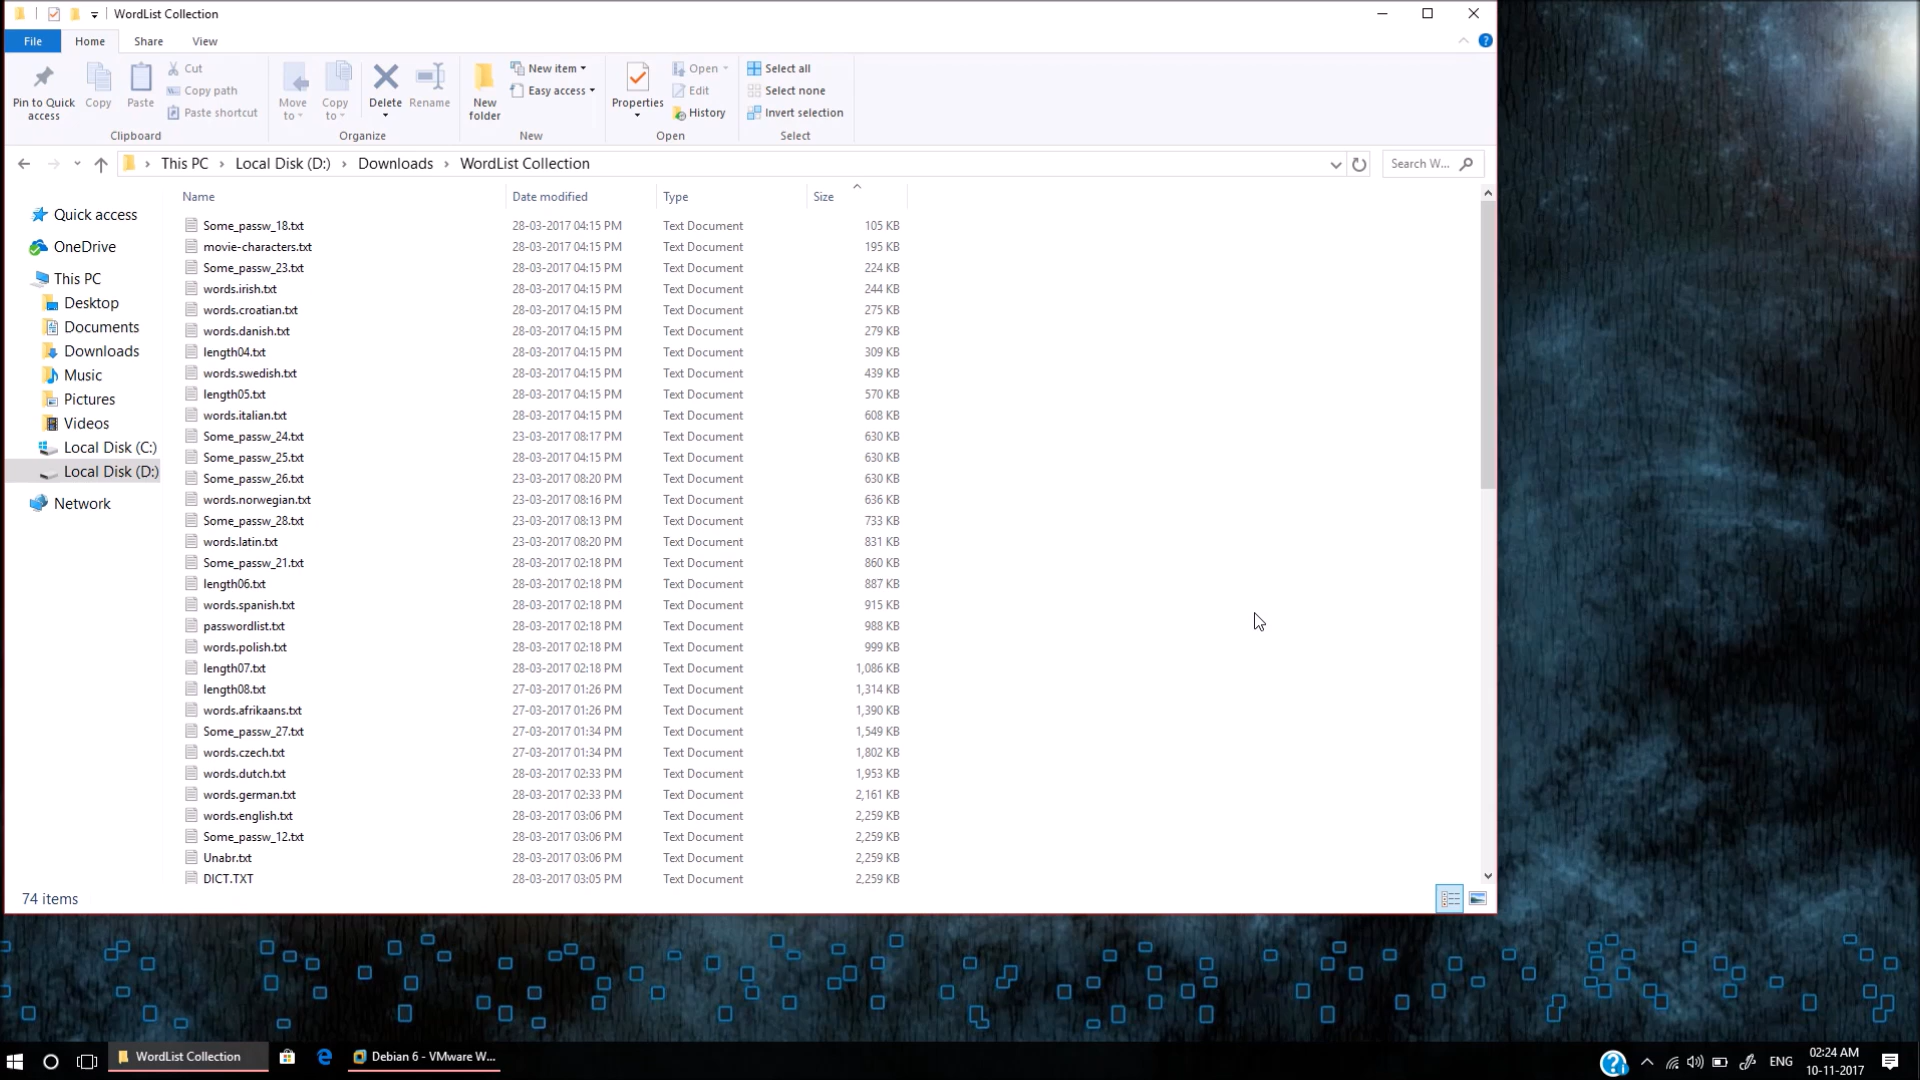 WordList Collection
File Home Share View
Pin to Quick access
Copy
Paste
Cut
Copy path
Paste shortcut
Clipboard
Move to
Copy to
Delete
Rename
Organize
New folder
New item
Easy access
New
Properties
Open
Edit
History
Open
Select all
Select none
Invert selection
Select
This PC Local Disk (D:) Downloads WordList Collection
Search W...
Quick access
OneDrive
This PC
Desktop
Documents
Downloads
Music
Pictures
Videos
Local Disk (C:)
Local Disk (D:)
Network
Name Date modified Type Size
Some_passw_18.txt 28-03-2017 04:15 PM Text Document 105 KB
movie-characters.txt 28-03-2017 04:15 PM Text Document 195 KB
Some_passw_23.txt 28-03-2017 04:15 PM Text Document 224 KB
words.irish.txt 28-03-2017 04:15 PM Text Document 244 KB
words.croatian.txt 28-03-2017 04:15 PM Text Document 275 KB
words.danish.txt 28-03-2017 04:15 PM Text Document 279 KB
length04.txt 28-03-2017 04:15 PM Text Document 309 KB
words.swedish.txt 28-03-2017 04:15 PM Text Document 439 KB
length05.txt 28-03-2017 04:15 PM Text Document 570 KB
words.italian.txt 28-03-2017 04:15 PM Text Document 608 KB
Some_passw_24.txt 23-03-2017 08:17 PM Text Document 630 KB
Some_passw_25.txt 28-03-2017 04:15 PM Text Document 630 KB
Some_passw_26.txt 23-03-2017 08:20 PM Text Document 630 KB
words.norwegian.txt 23-03-2017 08:16 PM Text Document 636 KB
Some_passw_28.txt 23-03-2017 08:13 PM Text Document 733 KB
words.latin.txt 23-03-2017 08:20 PM Text Document 831 KB
Some_passw_21.txt 28-03-2017 02:18 PM Text Document 860 KB
length06.txt 28-03-2017 02:18 PM Text Document 887 KB
words.spanish.txt 28-03-2017 02:18 PM Text Document 915 KB
passwordlist.txt 28-03-2017 02:18 PM Text Document 988 KB
words.polish.txt 28-03-2017 02:18 PM Text Document 999 KB
length07.txt 28-03-2017 02:18 PM Text Document 1,086 KB
length08.txt 27-03-2017 01:26 PM Text Document 1,314 KB
words.afrikaans.txt 27-03-2017 01:26 PM Text Document 1,390 KB
Some_passw_27.txt 27-03-2017 01:34 PM Text Document 1,549 KB
words.czech.txt 27-03-2017 01:34 PM Text Document 1,802 KB
words.dutch.txt 28-03-2017 02:33 PM Text Document 1,953 KB
words.german.txt 28-03-2017 02:33 PM Text Document 2,161 KB
words.english.txt 28-03-2017 03:06 PM Text Document 2,259 KB
Some_passw_12.txt 28-03-2017 03:06 PM Text Document 2,259 KB
Unabr.txt 28-03-2017 03:06 PM Text Document 2,259 KB
DICT.TXT 28-03-2017 03:05 PM Text Document 2,259 KB
74 items
WordList Collection
Debian 6 - VMware W...
ENG
02:24 AM
10-11-2017